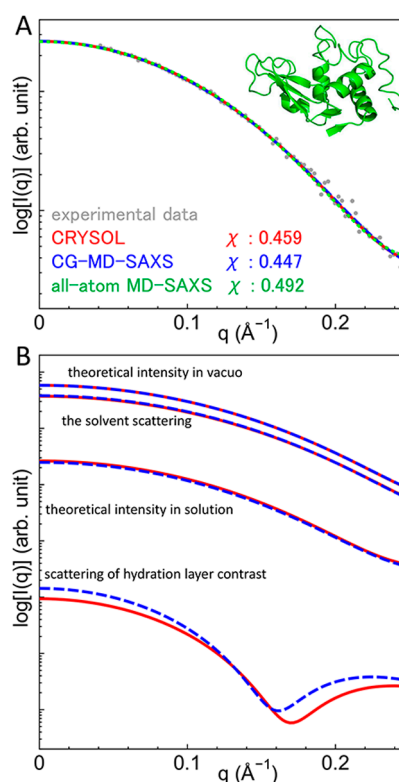 A
log[I(q)] (arb. unit)
experimental data
CRYSOL χ : 0.459
CG-MD-SAXS χ : 0.447
all-atom MD-SAXS χ : 0.492
0 0.1 0.2
q (Å⁻¹)
B
log[I(q)] (arb. unit)
theoretical intensity in vacuo
the solvent scattering
theoretical intensity in solution
scattering of hydration layer contrast
0 0.1 0.2
q (Å⁻¹)